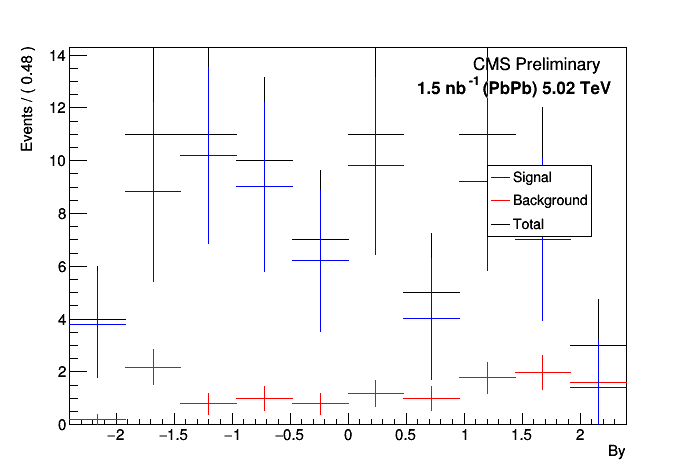 CMS Preliminary
1.5 nb⁻¹ (PbPb) 5.02 TeV
Events / ( 0.48 )
14
12
10
8
6
4
2
0
Signal
Background
Total
−2 −1.5 −1 −0.5 0 0.5 1 1.5 2
By